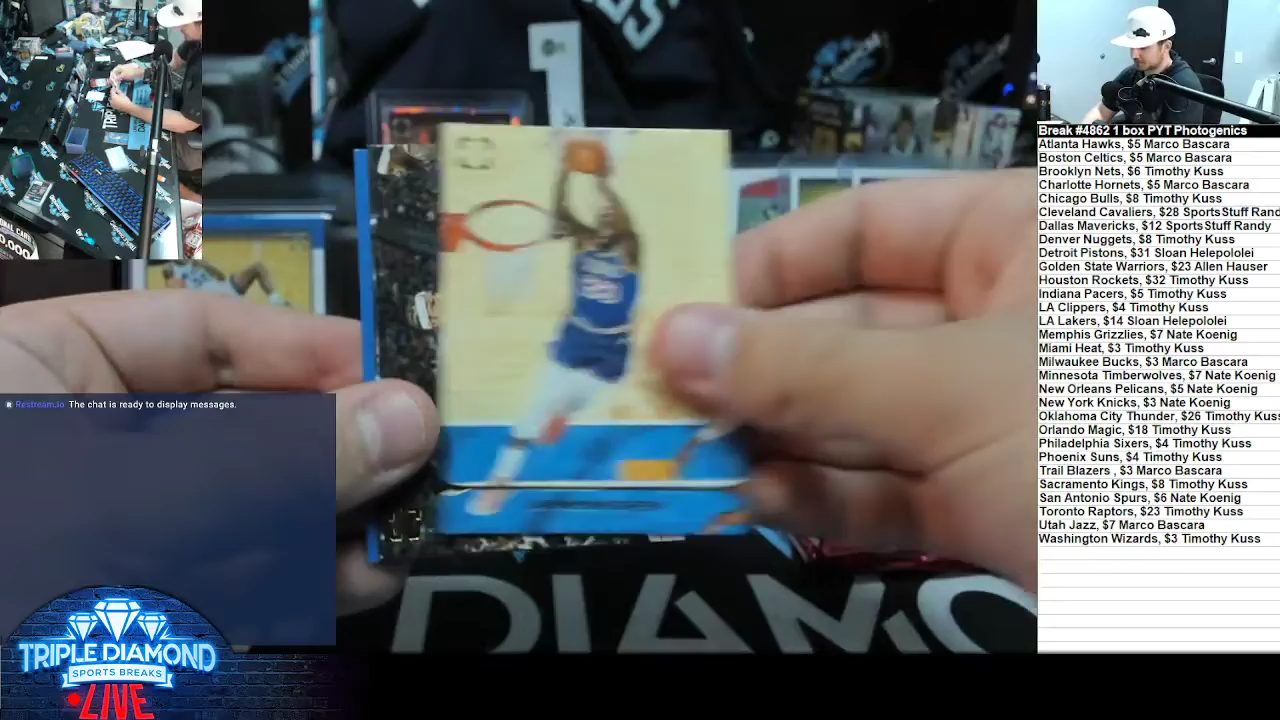 Break #4862 1 box PYT Photogenics
Atlanta Hawks, $5 Marco Bascara
Boston Celtics, $5 Marco Bascara
Brooklyn Nets, $6 Timothy Kuss
Charlotte Hornets, $5 Marco Bascara
Chicago Bulls, $8 Timothy Kuss
Cleveland Cavaliers, $28 SportsStuff Rand
Dallas Mavericks, $12 SportsStuff Randy
Denver Nuggets, $8 Timothy Kuss
Detroit Pistons, $31 Sloan Helepololei
Golden State Warriors, $23 Allen Hauser
Houston Rockets, $32 Timothy Kuss
Indiana Pacers, $5 Timothy Kuss
LA Clippers, $4 Timothy Kuss
LA Lakers, $14 Sloan Helepololei
Memphis Grizzlies, $7 Nate Koenig
Miami Heat, $3 Timothy Kuss
Milwaukee Bucks, $3 Marco Bascara
Minnesota Timberwolves, $7 Nate Koenig
New Orleans Pelicans, $5 Nate Koenig
New York Knicks, $3 Nate Koenig
Oklahoma City Thunder, $26 Timothy Kuss
Orlando Magic, $18 Timothy Kuss
Philadelphia Sixers, $4 Timothy Kuss
Phoenix Suns, $4 Timothy Kuss
Trail Blazers , $3 Marco Bascara
Sacramento Kings, $8 Timothy Kuss
San Antonio Spurs, $6 Nate Koenig
Toronto Raptors, $23 Timothy Kuss
Utah Jazz, $7 Marco Bascara
Washington Wizards, $3 Timothy Kuss
Restream.io The chat is ready to display messages.
DIAMO
TRIPLE DIAMOND
SPORTS BREAKS
LIVE